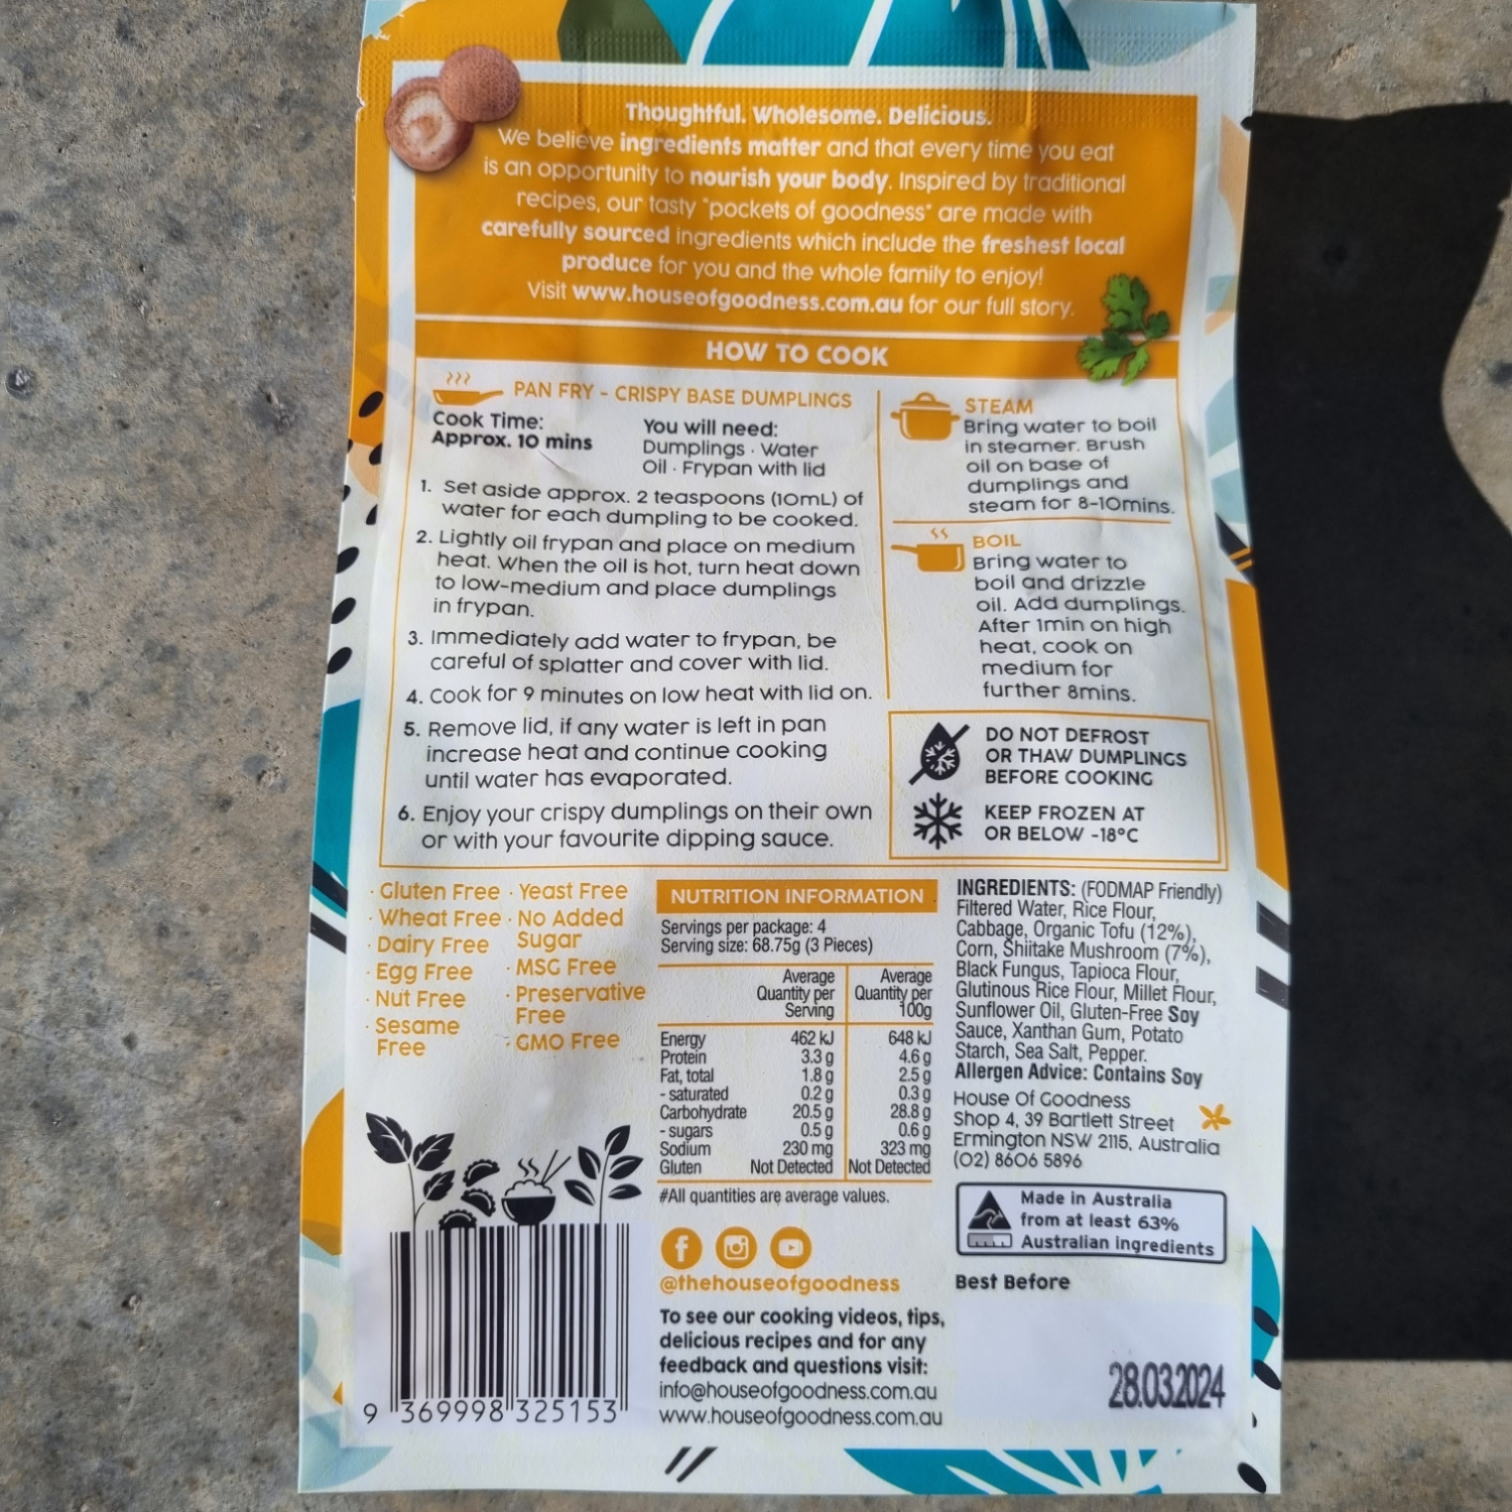 Thoughtful. Wholesome. Delicious.
We believe ingredients matter and that every time you eat
is an opportunity to nourish your body. Inspired by traditional
recipes, our tasty "pockets of goodness" are made with
carefully sourced ingredients which include the freshest local
produce for you and the whole family to enjoy!
Visit www.houseofgoodness.com.au for our full story.
HOW TO COOK
PAN FRY - CRISPY BASE DUMPLINGS
Cook Time:
Approx. 10 mins
You will need:
Dumplings · Water
Oil · Frypan with lid
1. Set aside approx. 2 teaspoons (10mL) of
water for each dumpling to be cooked.
2. Lightly oil frypan and place on medium
heat. When the oil is hot, turn heat down
to low-medium and place dumplings
in frypan.
3. Immediately add water to frypan, be
careful of splatter and cover with lid.
4. Cook for 9 minutes on low heat with lid on.
5. Remove lid, if any water is left in pan
increase heat and continue cooking
until water has evaporated.
6. Enjoy your crispy dumplings on their own
or with your favourite dipping sauce.
STEAM
Bring water to boil
in steamer. Brush
oil on base of
dumplings and
steam for 8-10mins.
BOIL
Bring water to
boil and drizzle
oil. Add dumplings.
After 1min on high
heat, cook on
medium for
further 8mins.
DO NOT DEFROST
OR THAW DUMPLINGS
BEFORE COOKING
KEEP FROZEN AT
OR BELOW -18°C
· Gluten Free
· Wheat Free
· Dairy Free
· Egg Free
· Nut Free
· Sesame
Free
· Yeast Free
· No Added
Sugar
· MSG Free
· Preservative
Free
· GMO Free
NUTRITION INFORMATION
Servings per package: 4
Serving size: 68.75g (3 Pieces)
Average Quantity per Serving
Average Quantity per 100g
Energy 462 kJ 648 kJ
Protein 3.3 g 4.6 g
Fat, total 1.8 g 2.5 g
- saturated 0.2 g 0.3 g
Carbohydrate 20.5 g 28.8 g
- sugars 0.5 g 0.6 g
Sodium 230 mg 323 mg
Gluten Not Detected Not Detected
#All quantities are average values.
@thehouseofgoodness
To see our cooking videos, tips,
delicious recipes and for any
feedback and questions visit:
info@houseofgoodness.com.au
www.houseofgoodness.com.au
INGREDIENTS: (FODMAP Friendly)
Filtered Water, Rice Flour,
Cabbage, Organic Tofu (12%),
Corn, Shiitake Mushroom (7%),
Black Fungus, Tapioca Flour,
Glutinous Rice Flour, Millet Flour,
Sunflower Oil, Gluten-Free Soy
Sauce, Xanthan Gum, Potato
Starch, Sea Salt, Pepper.
Allergen Advice: Contains Soy
House Of Goodness
Shop 4, 39 Bartlett Street
Ermington NSW 2115, Australia
(02) 8606 5896
Made in Australia
from at least 63%
Australian ingredients
Best Before
28.03.2024
9 369998 325153